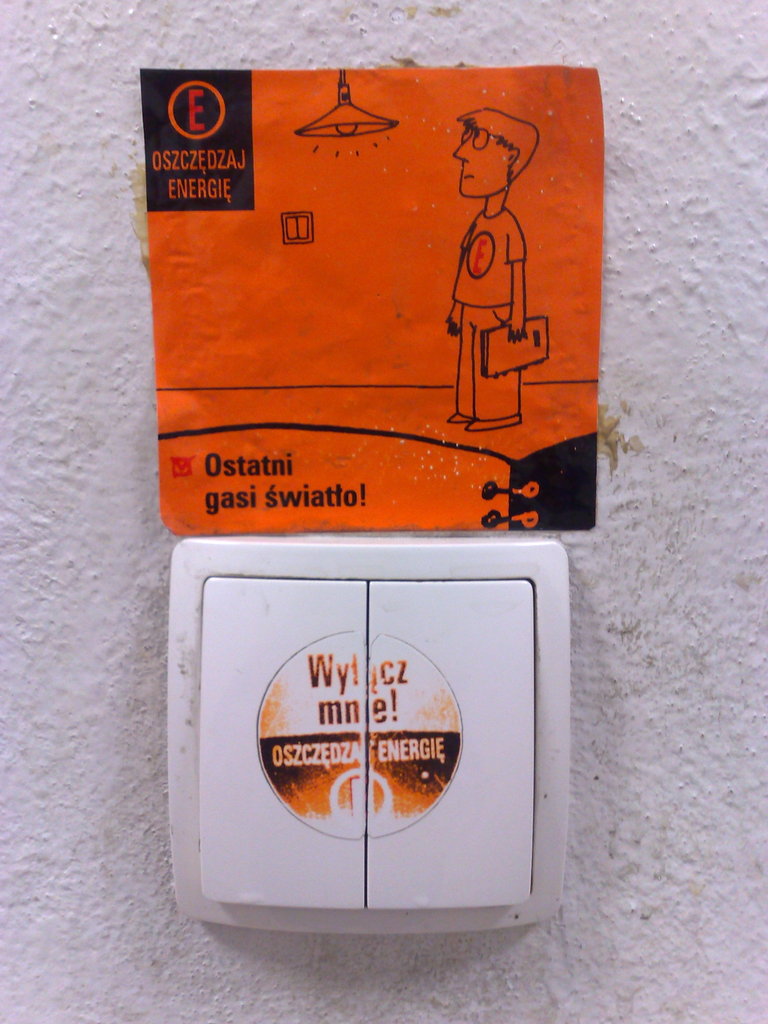 E
OSZCZĘDZAJ
ENERGIĘ
E
Ostatni
gasi światło!
Wyłącz
mnie!
OSZCZĘDZAJ ENERGIĘ